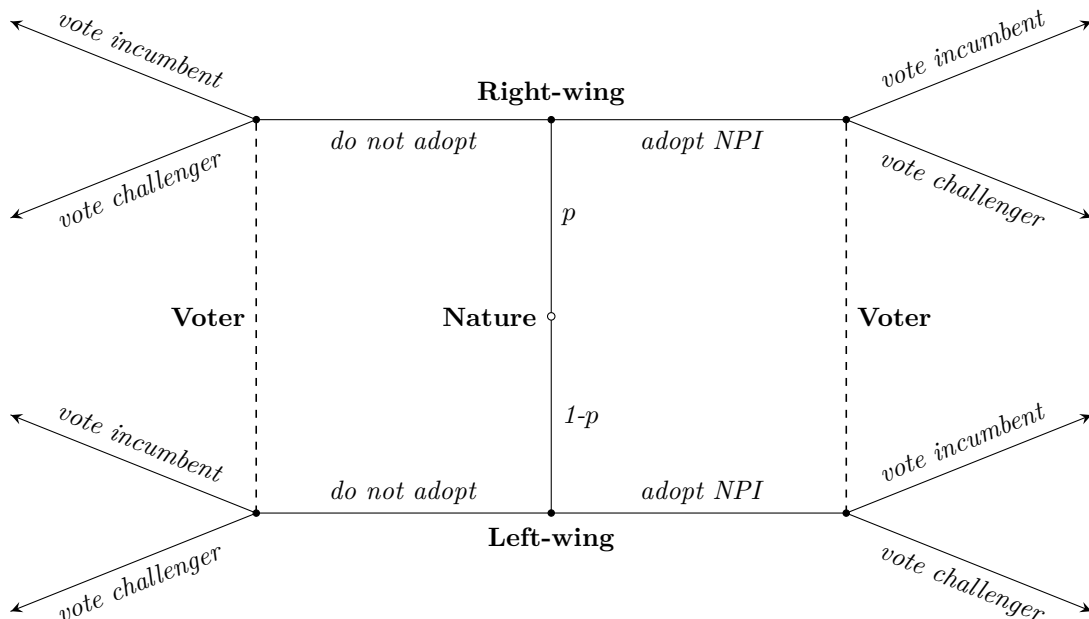 vote incumbent
vote incumbent
Right-wing
do not adopt
adopt NPI
vote challenger
vote challenger
p
Voter
Nature
Voter
1-p
vote incumbent
vote incumbent
do not adopt
adopt NPI
Left-wing
vote challenger
vote challenger